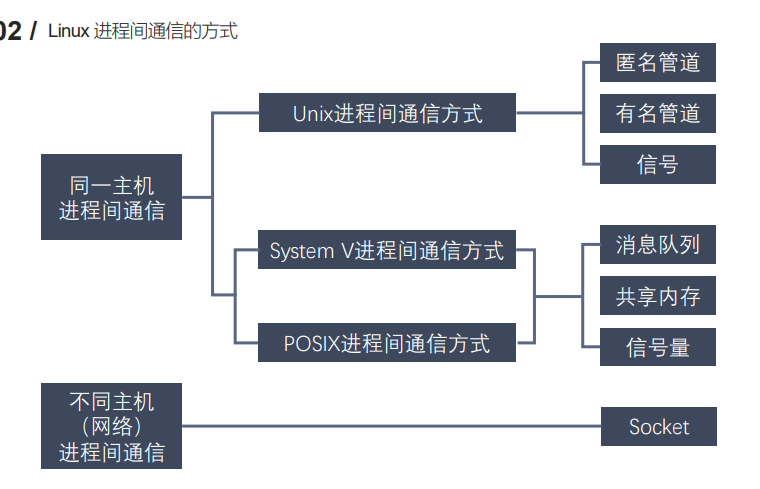 02 / Linux 进程间通信的方式
匿名管道
Unix进程间通信方式
有名管道
信号
同一主机
进程间通信
System V进程间通信方式
消息队列
共享内存
POSIX进程间通信方式
信号量
不同主机
（网络）
进程间通信
Socket